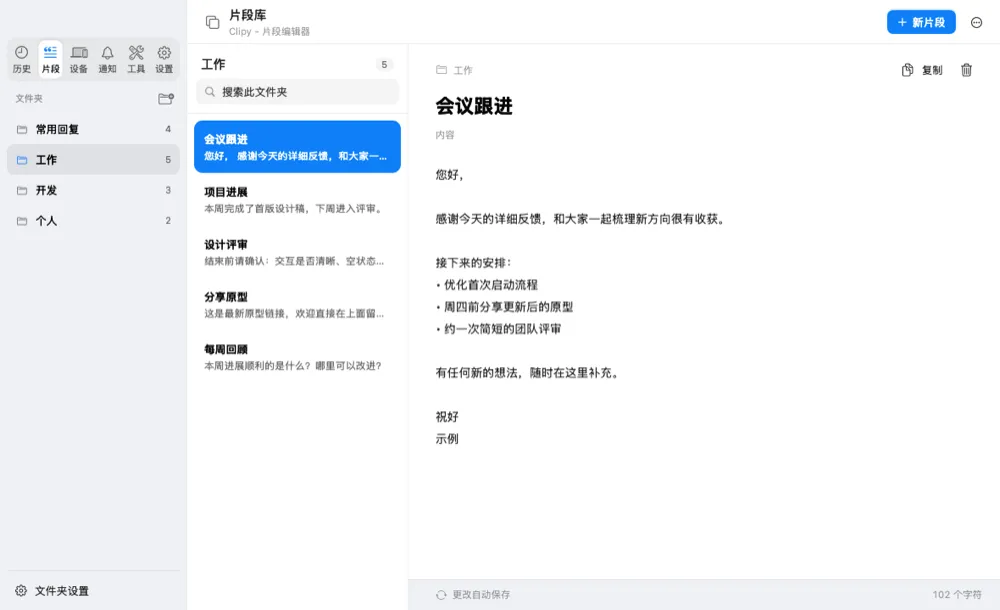 片段库
Clipy – 片段编辑器
+ 新片段
历史 片段 设备 通知 工具 设置
文件夹
常用回复 4
工作 5
开发 3
个人 2
文件夹设置
工作 5
搜索此文件夹
会议跟进
您好， 感谢今天的详细反馈，和大家一...
项目进展
本周完成了首版设计稿，下周进入评审。
设计评审
结束前请确认：交互是否清晰、空状态...
分享原型
这是最新原型链接，欢迎直接在上面留...
每周回顾
本周进展顺利的是什么？哪里可以改进？
工作
复制
会议跟进
内容
您好，
感谢今天的详细反馈，和大家一起梳理新方向很有收获。
接下来的安排：
• 优化首次启动流程
• 周四前分享更新后的原型
• 约一次简短的团队评审
有任何新的想法，随时在这里补充。
祝好
示例
更改自动保存
102 个字符